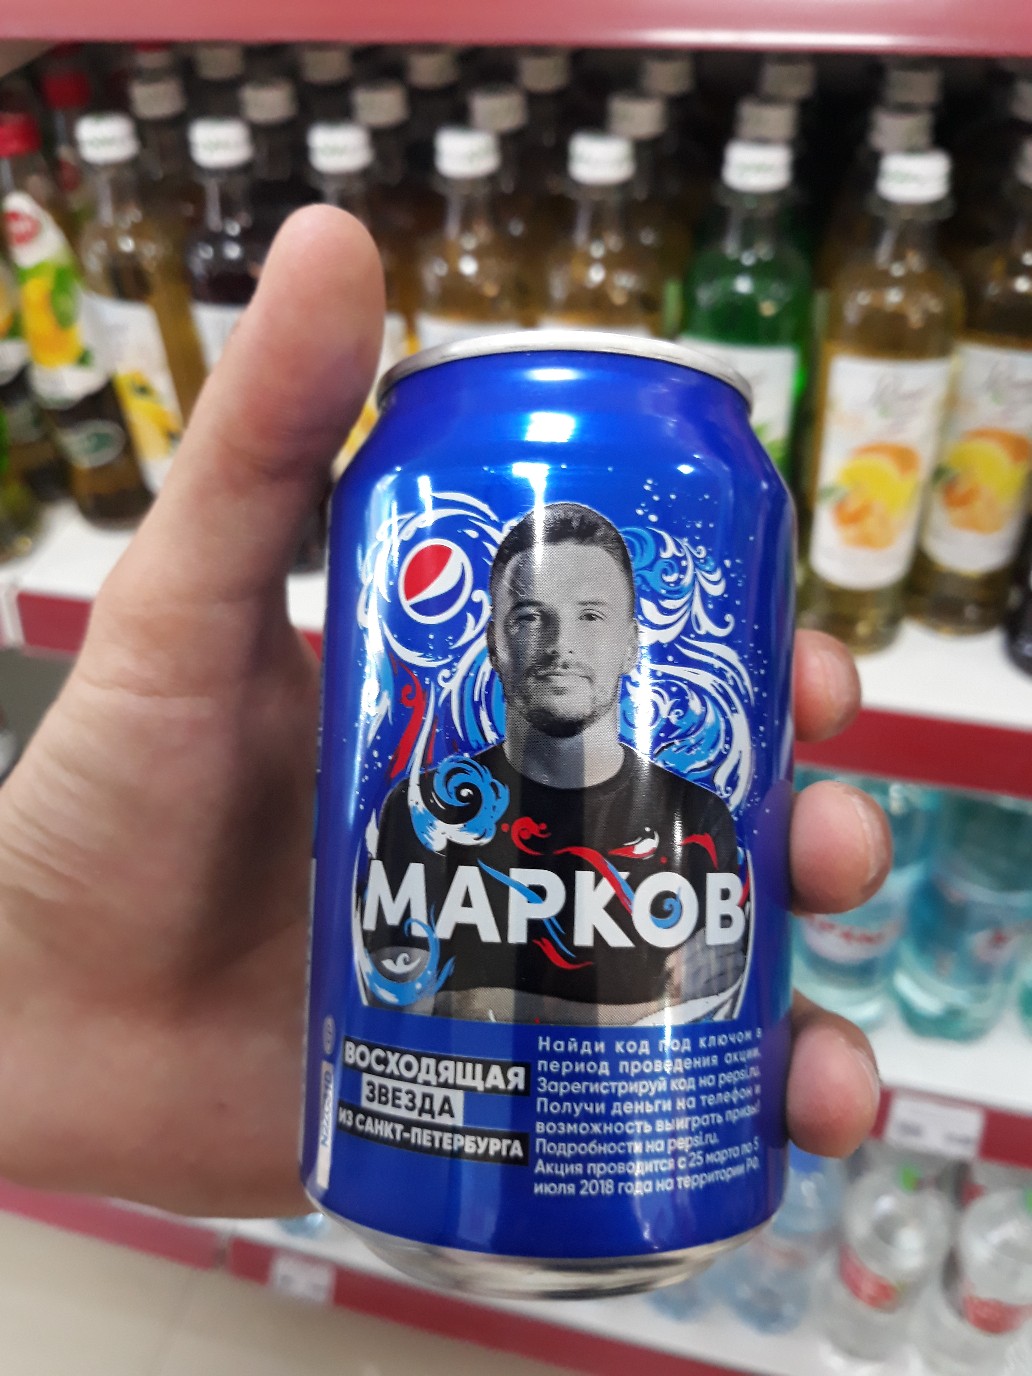 МАРКОВ
ВОСХОДЯЩАЯ
ЗВЕЗДА
ИЗ САНКТ-ПЕТЕРБУРГА
Найди код под ключом в
период проведения акции.
Зарегистрируй код на pepsi.ru.
Получи деньги на телефон и
возможность выиграть призы!
Подробности на pepsi.ru.
Акция проводится с 25 марта по 5
июля 2018 года на территории РФ.